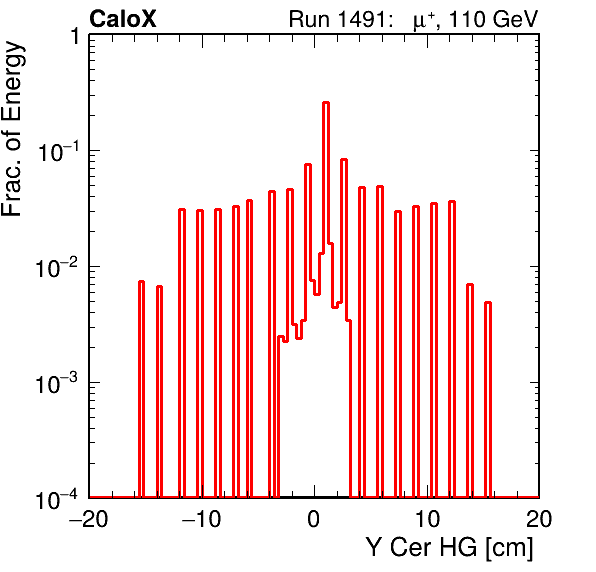 CaloX Run 1491: μ⁺, 110 GeV
Frac. of Energy
1
10⁻¹
10⁻²
10⁻³
10⁻⁴
−20 −10 0 10 20
Y Cer HG [cm]